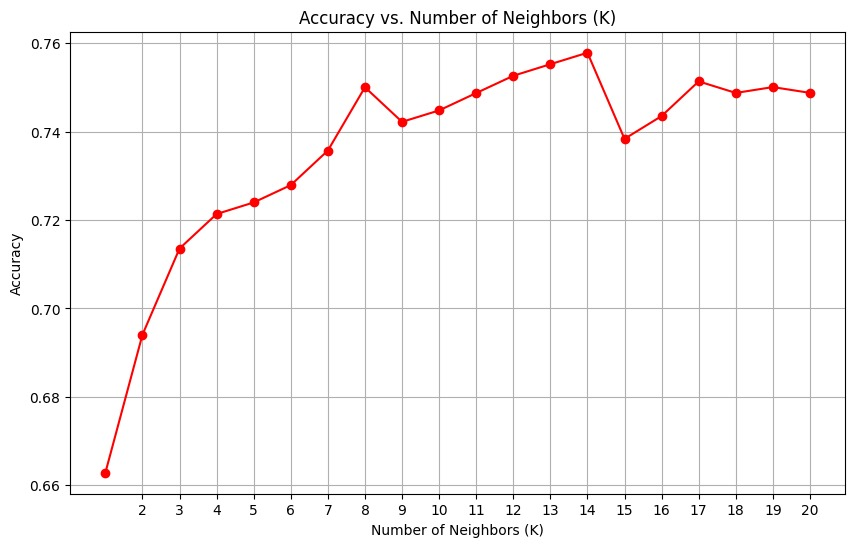 Accuracy vs. Number of Neighbors (K)
0.76
0.74
0.72
0.70
0.68
0.66
Accuracy
2 3 4 5 6 7 8 9 10 11 12 13 14 15 16 17 18 19 20
Number of Neighbors (K)